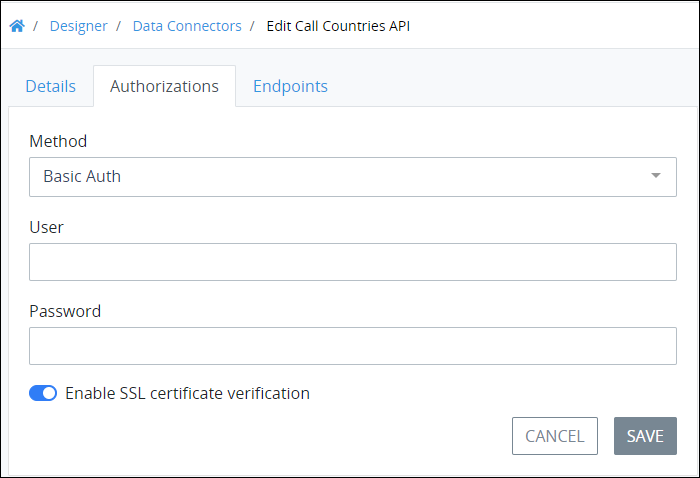 / Designer / Data Connectors / Edit Call Countries API
Details Authorizations Endpoints
Method
Basic Auth
User
Password
Enable SSL certificate verification
CANCEL SAVE